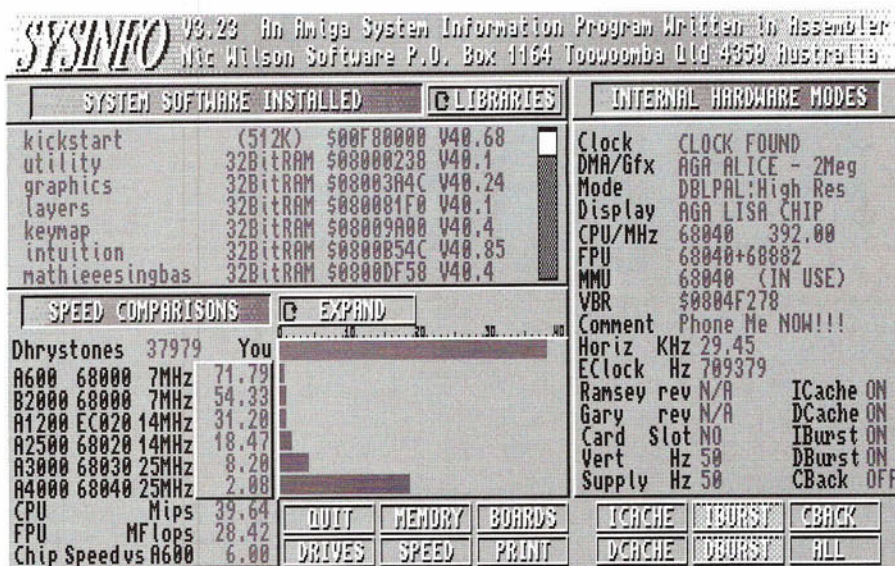 SYSINFO
V3.23 An Amiga System Information Program Written in Assembler
Nic Wilson Software P.O. Box 1164 Toowoomba Qld 4350 Australia
SYSTEM SOFTWARE INSTALLED
LIBRARIES
kickstart (512K) $00F80000 V40.68
utility 32BitRAM $08000238 V40.1
graphics 32BitRAM $08003A4C V40.24
layers 32BitRAM $080081F0 V40.1
keymap 32BitRAM $08009A00 V40.4
intuition 32BitRAM $0800B54C V40.85
mathieeesingbas 32BitRAM $0800DF58 V40.4
INTERNAL HARDWARE MODES
Clock CLOCK FOUND
DMA/Gfx AGA ALICE - 2Meg
Mode DBLPAL:High Res
Display AGA LISA CHIP
CPU/MHz 68040 392.00
FPU 68040+68882
MMU 68040 (IN USE)
VBR $0804F278
Comment Phone Me NOW!!!
Horiz KHz 29.45
EClock Hz 709379
Ramsey rev N/A ICache ON
Gary rev N/A DCache ON
Card Slot NO IBurst ON
Vert Hz 50 DBurst ON
Supply Hz 50 CBack OFF
SPEED COMPARISONS
EXPAND
0.......10.......20.......30.......40
Dhrystones 37979 You
A600 68000 7MHz 71.79
B2000 68000 7MHz 54.33
A1200 EC020 14MHz 31.20
A2500 68020 14MHz 18.47
A3000 68030 25MHz 8.20
A4000 68040 25MHz 2.08
CPU Mips 39.64
FPU MFlops 28.42
Chip Speed vs A600 6.00
QUIT MEMORY BOARDS
DRIVES SPEED PRINT
ICACHE IBURST CBACK
DCACHE DBURST ALL